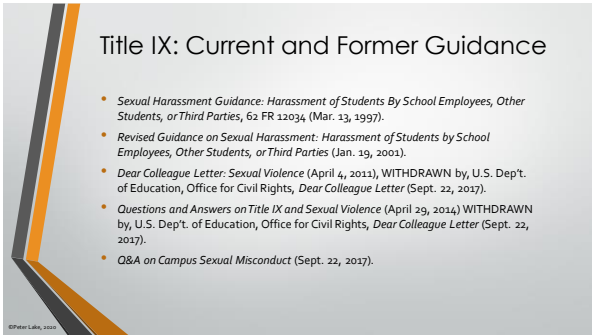 Title IX: Current and Former Guidance
• Sexual Harassment Guidance: Harassment of Students By School Employees, Other
Students, or Third Parties, 62 FR 12034 (Mar. 13, 1997).
• Revised Guidance on Sexual Harassment: Harassment of Students by School
Employees, Other Students, or Third Parties (Jan. 19, 2001).
• Dear Colleague Letter: Sexual Violence (April 4, 2011), WITHDRAWN by, U.S. Dep't.
of Education, Office for Civil Rights, Dear Colleague Letter (Sept. 22, 2017).
• Questions and Answers on Title IX and Sexual Violence (April 29, 2014) WITHDRAWN
by, U.S. Dep't. of Education, Office for Civil Rights, Dear Colleague Letter (Sept. 22,
2017).
• Q&A on Campus Sexual Misconduct (Sept. 22, 2017).
©Peter Lake, 2020